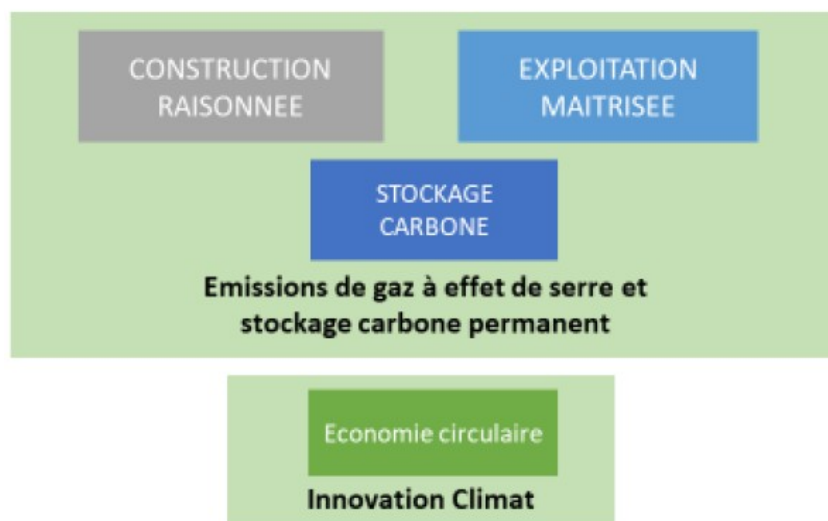 CONSTRUCTION
RAISONNEE
EXPLOITATION
MAITRISEE
STOCKAGE
CARBONE
Emissions de gaz à effet de serre et
stockage carbone permanent
Economie circulaire
Innovation Climat